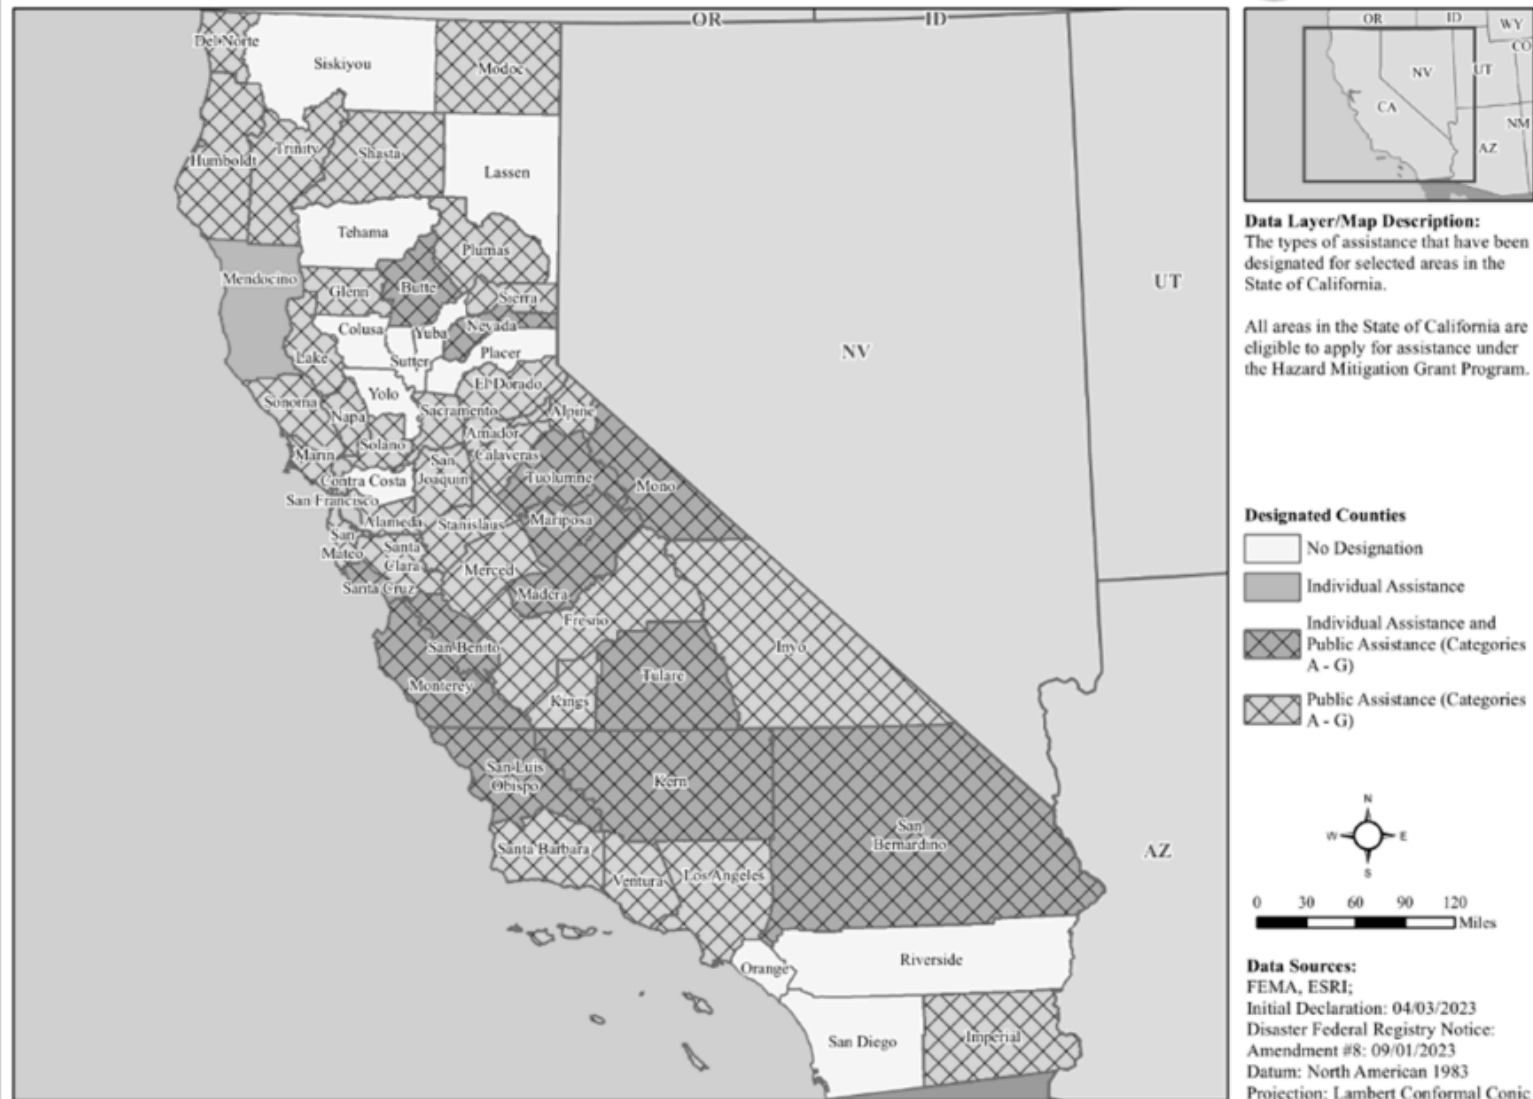 OR
ID
Del Norte
Siskiyou
Modoc
Humboldt
Trinity
Shasta
Lassen
Tehama
Plumas
Mendocino
Glenn
Butte
Sierra
Colusa
Yuba
Nevada
Lake
Sutter
Placer
Yolo
El Dorado
Sonoma
Napa
Sacramento
Alpine
Amador
Solano
Marin
San
Joaquin
Calaveras
Contra Costa
Tuolumne
Mono
San Francisco
Alameda
Stanislaus
Mariposa
San
Mateo
Santa
Clara
Merced
Santa Cruz
Madera
Fresno
San Benito
Inyo
Monterey
Kings
Tulare
San Luis
Obispo
Kern
San
Bernardino
Santa Barbara
Ventura
Los Angeles
Orange
Riverside
San Diego
Imperial
NV
UT
AZ
OR
ID
WY
CO
NV
UT
CA
NM
AZ
Data Layer/Map Description:
The types of assistance that have been
designated for selected areas in the
State of California.
All areas in the State of California are
eligible to apply for assistance under
the Hazard Mitigation Grant Program.
Designated Counties
No Designation
Individual Assistance
Individual Assistance and
Public Assistance (Categories
A - G)
Public Assistance (Categories
A - G)
N
W
E
S
0 30 60 90 120
Miles
Data Sources:
FEMA, ESRI;
Initial Declaration: 04/03/2023
Disaster Federal Registry Notice:
Amendment #8: 09/01/2023
Datum: North American 1983
Projection: Lambert Conformal Conic